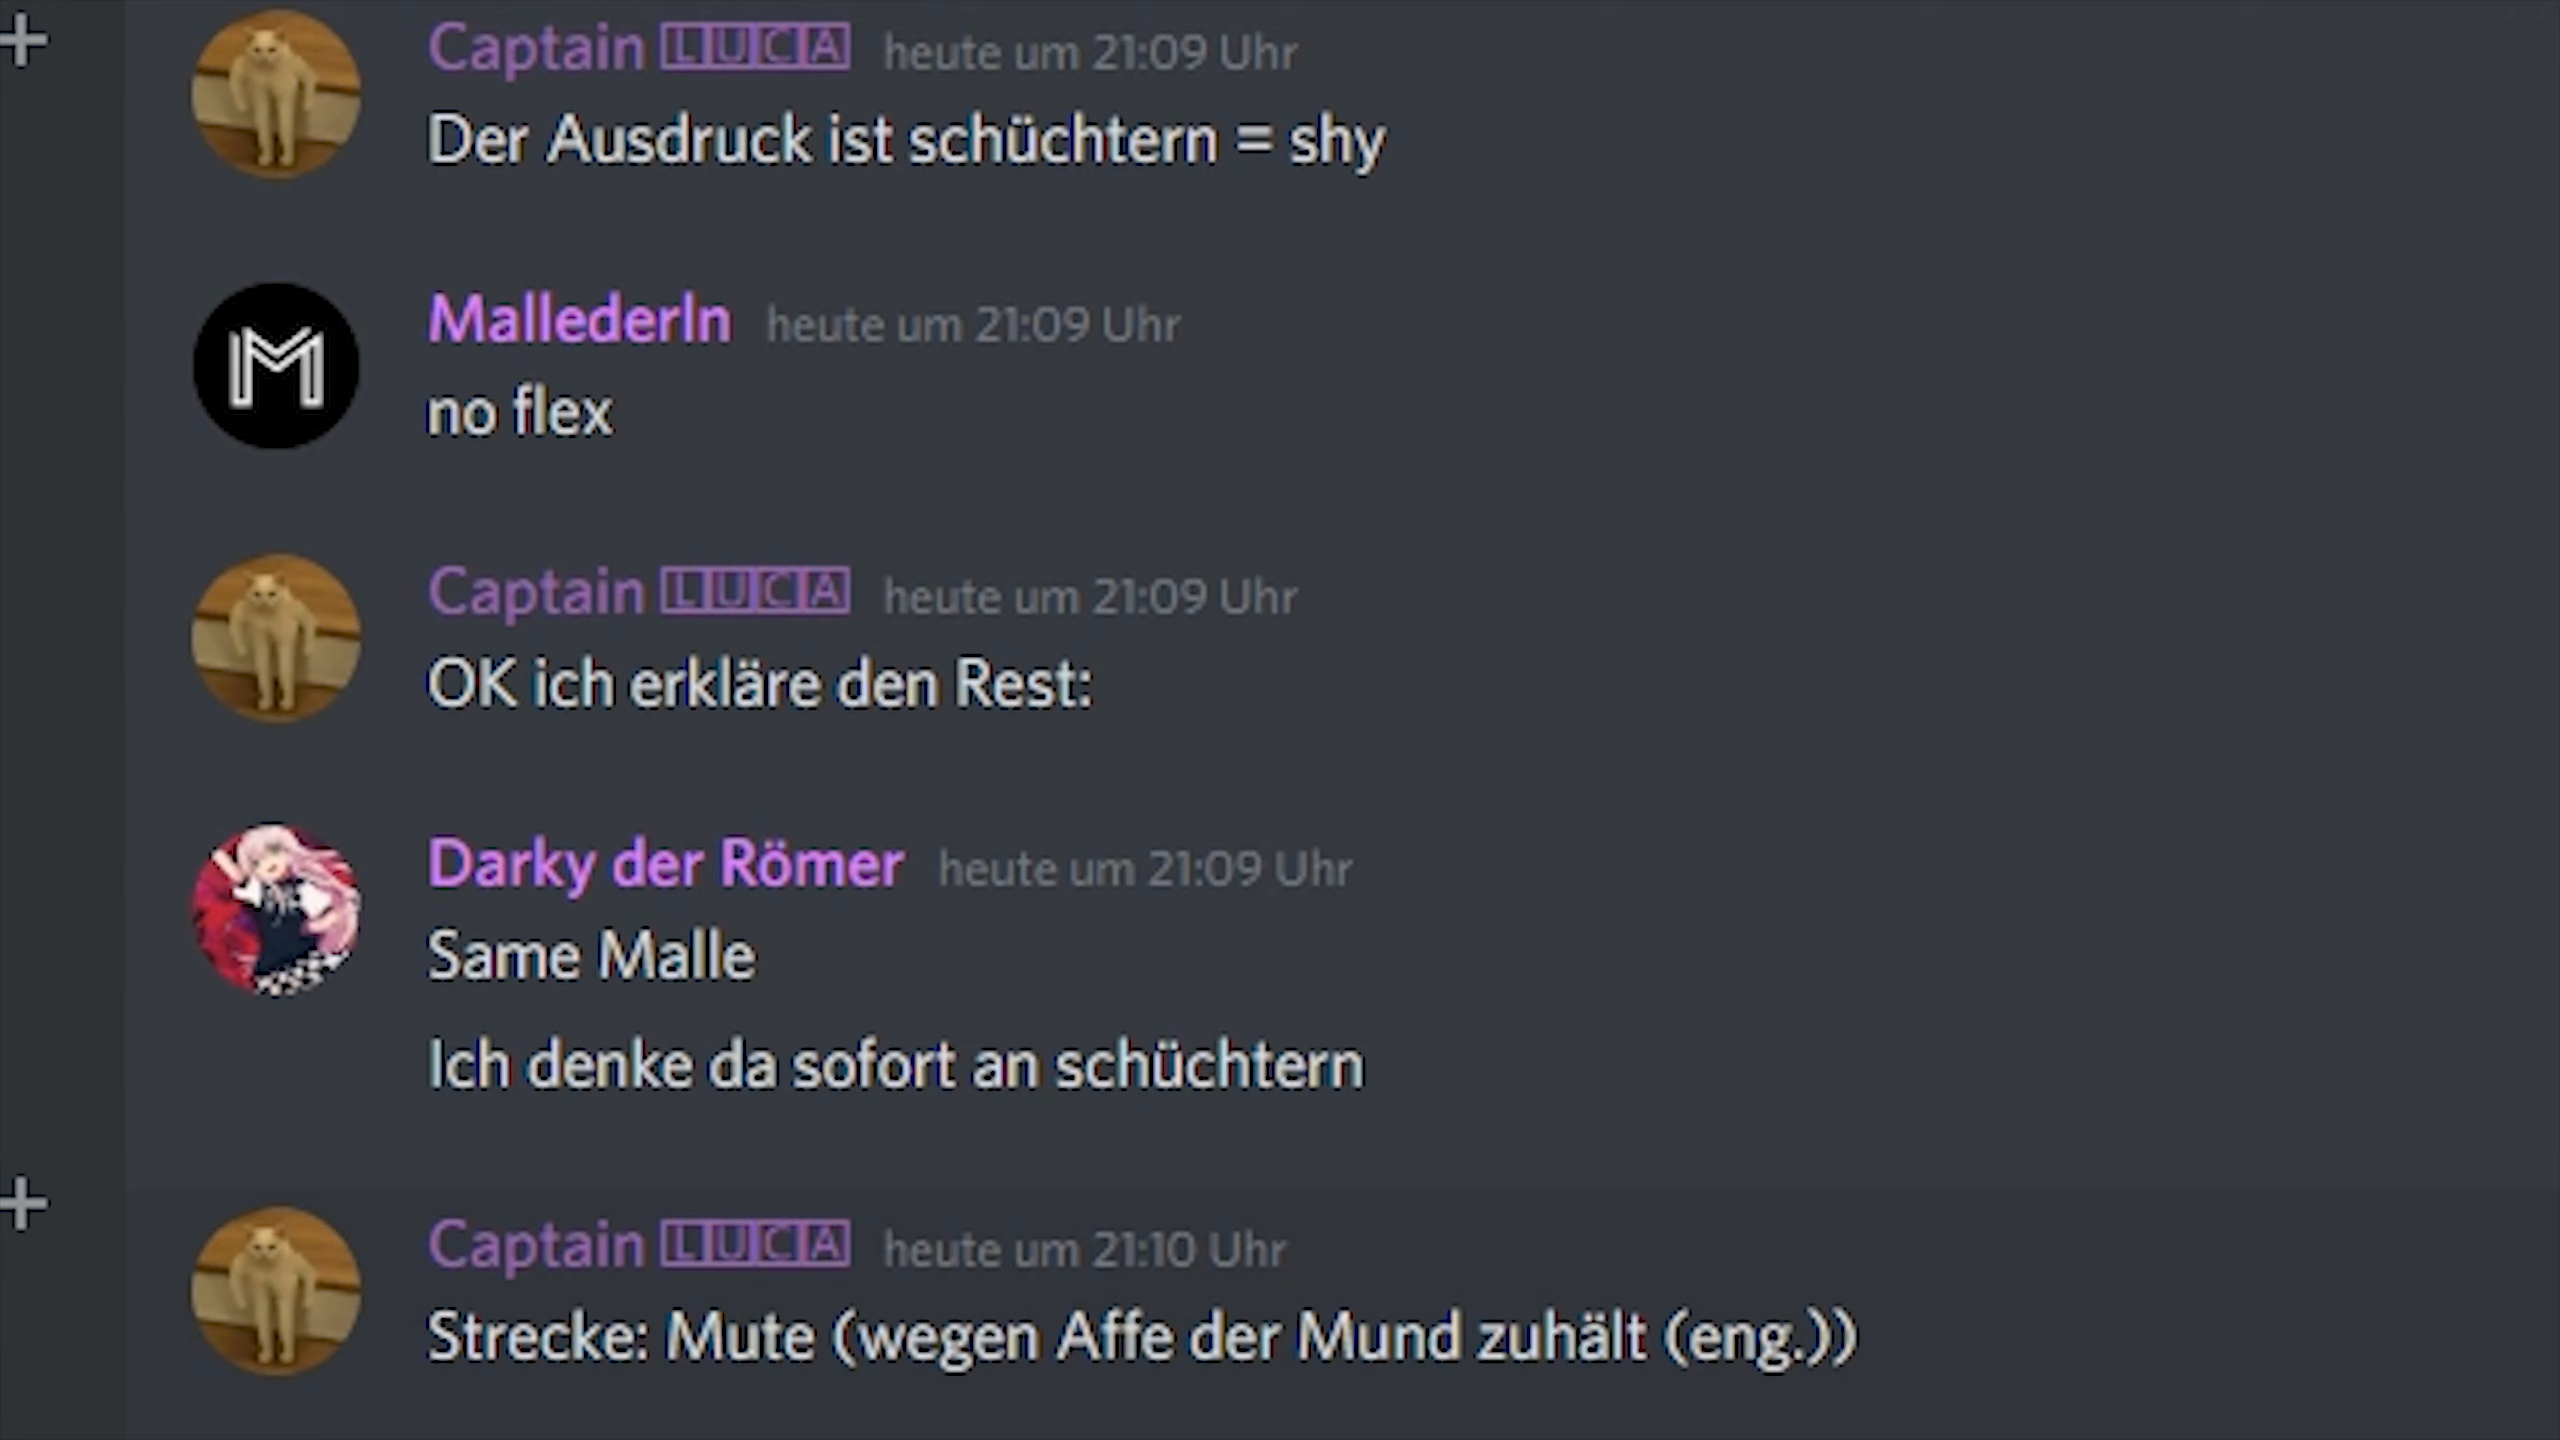 Captain 🄻🅄🄲🄰 heute um 21:09 Uhr
Der Ausdruck ist schüchtern = shy
M
MallederIn heute um 21:09 Uhr
no flex
Captain 🄻🅄🄲🄰 heute um 21:09 Uhr
OK ich erkläre den Rest:
Darky der Römer heute um 21:09 Uhr
Same Malle
Ich denke da sofort an schüchtern
Captain 🄻🅄🄲🄰 heute um 21:10 Uhr
Strecke: Mute (wegen Affe der Mund zuhält (eng.))